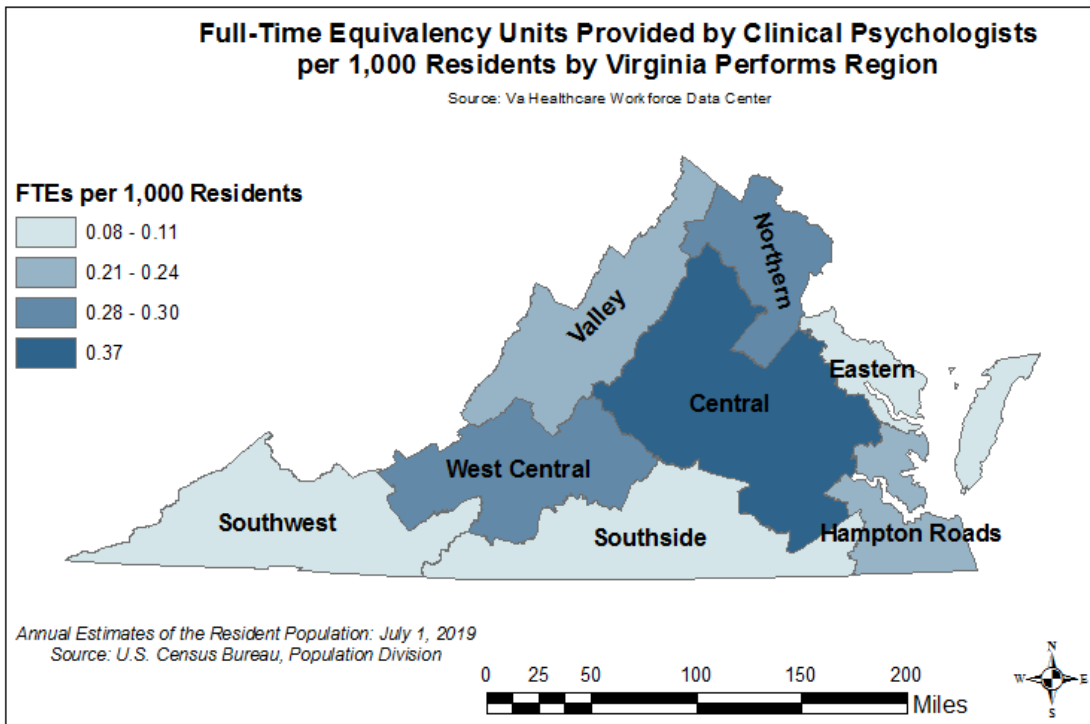 Full-Time Equivalency Units Provided by Clinical Psychologists
per 1,000 Residents by Virginia Performs Region
Source: Va Healthcare Workforce Data Center
FTEs per 1,000 Residents
0.08 - 0.11
0.21 - 0.24
0.28 - 0.30
0.37
Northern
Valley
Eastern
Central
West Central
Southwest
Southside
Hampton Roads
Annual Estimates of the Resident Population: July 1, 2019
Source: U.S. Census Bureau, Population Division
0 25 50 100 150 200
Miles
N
W E
S